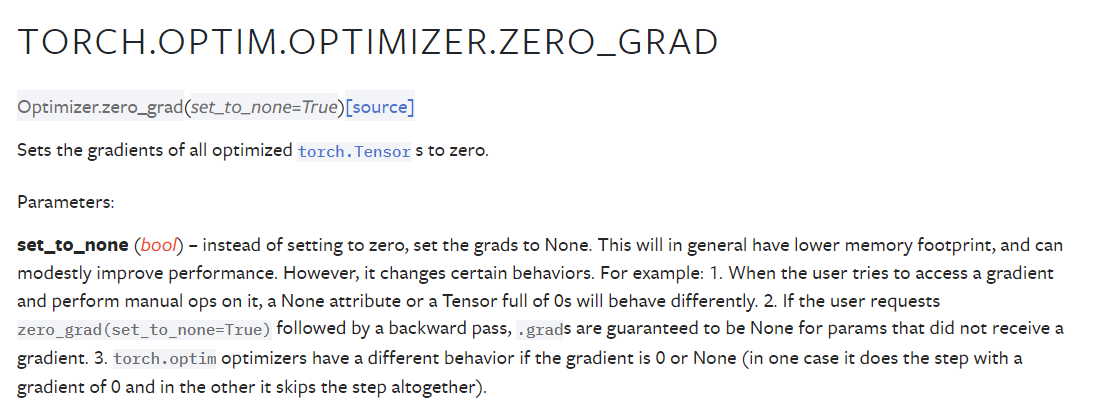 TORCH.OPTIM.OPTIMIZER.ZERO_GRAD
Optimizer.zero_grad(set_to_none=True)[source]
Sets the gradients of all optimized torch.Tensor s to zero.
Parameters:
set_to_none (bool) – instead of setting to zero, set the grads to None. This will in general have lower memory footprint, and can
modestly improve performance. However, it changes certain behaviors. For example: 1. When the user tries to access a gradient
and perform manual ops on it, a None attribute or a Tensor full of 0s will behave differently. 2. If the user requests
zero_grad(set_to_none=True) followed by a backward pass, .grads are guaranteed to be None for params that did not receive a
gradient. 3. torch.optim optimizers have a different behavior if the gradient is 0 or None (in one case it does the step with a
gradient of 0 and in the other it skips the step altogether).